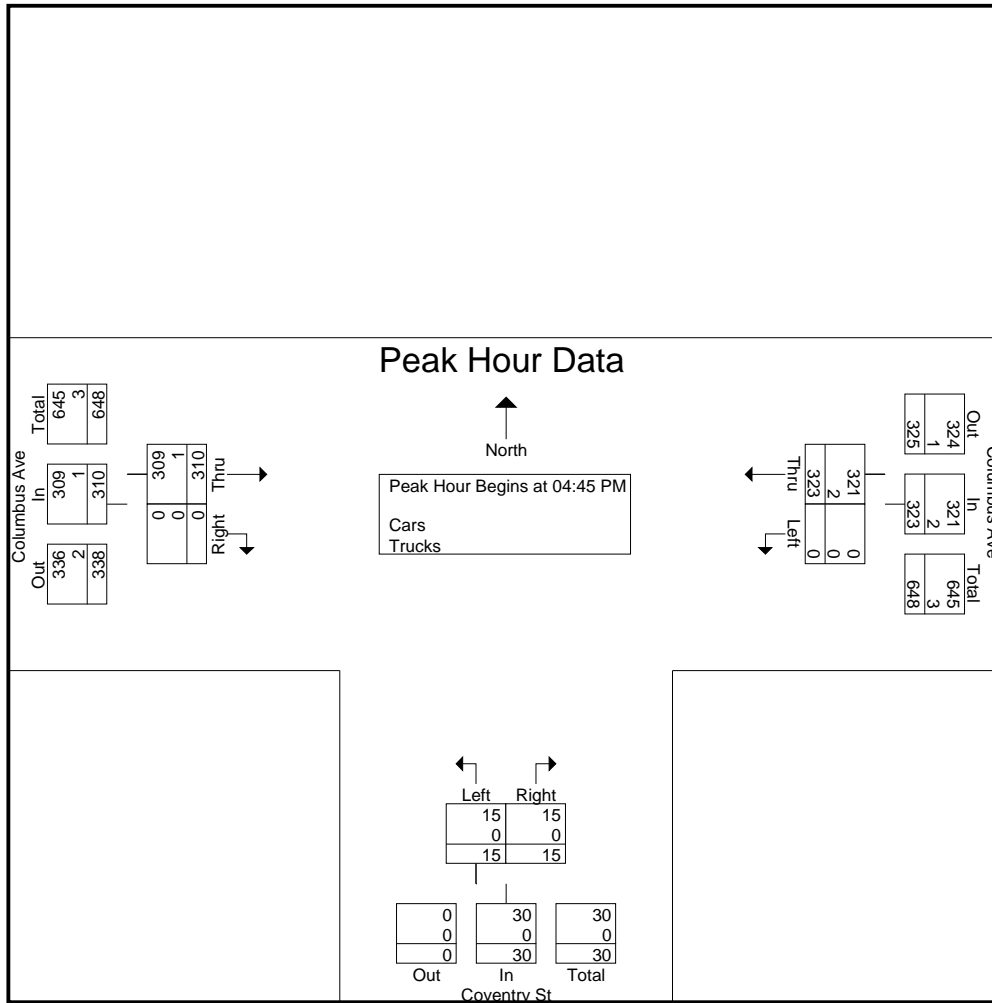 Peak Hour Data
North
Peak Hour Begins at 04:45 PM
Cars
Trucks
Columbus Ave
Total
645
3
648
In
309
1
310
Out
336
2
338
Thru
309
1
310
Right
0
0
0
Columbus Ave
Out
324
1
325
In
321
2
323
Total
645
3
648
Thru
321
2
323
Left
0
0
0
Left Right
15 15
0 0
15 15
0 30 30
0 0 0
0 30 30
Out In Total
Coventry St